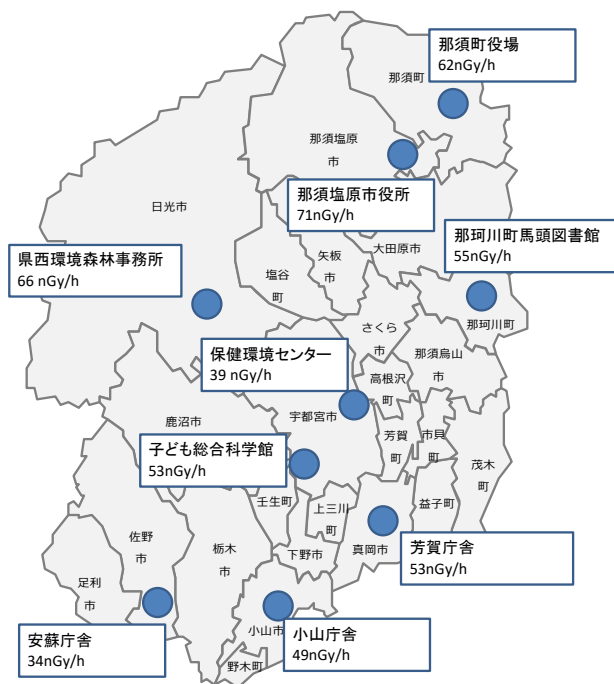 那須町役場
62nGy/h
那須町
那須塩原
市
那須塩原市役所
71nGy/h
日光市
那珂川町馬頭図書館
55nGy/h
大田原市
矢板
市
塩谷
町
県西環境森林事務所
66 nGy/h
那珂川町
さくら
市
保健環境センター
39 nGy/h
那須烏山
市
高根沢
町
宇都宮市
鹿沼市
芳賀
町
市貝
町
茂木
町
子ども総合科学館
53nGy/h
壬生町
上三川
町
益子町
真岡市
芳賀庁舎
53nGy/h
佐野
市
栃木
市
下野市
足利
市
安蘇庁舎
34nGy/h
小山市
小山庁舎
49nGy/h
野木町